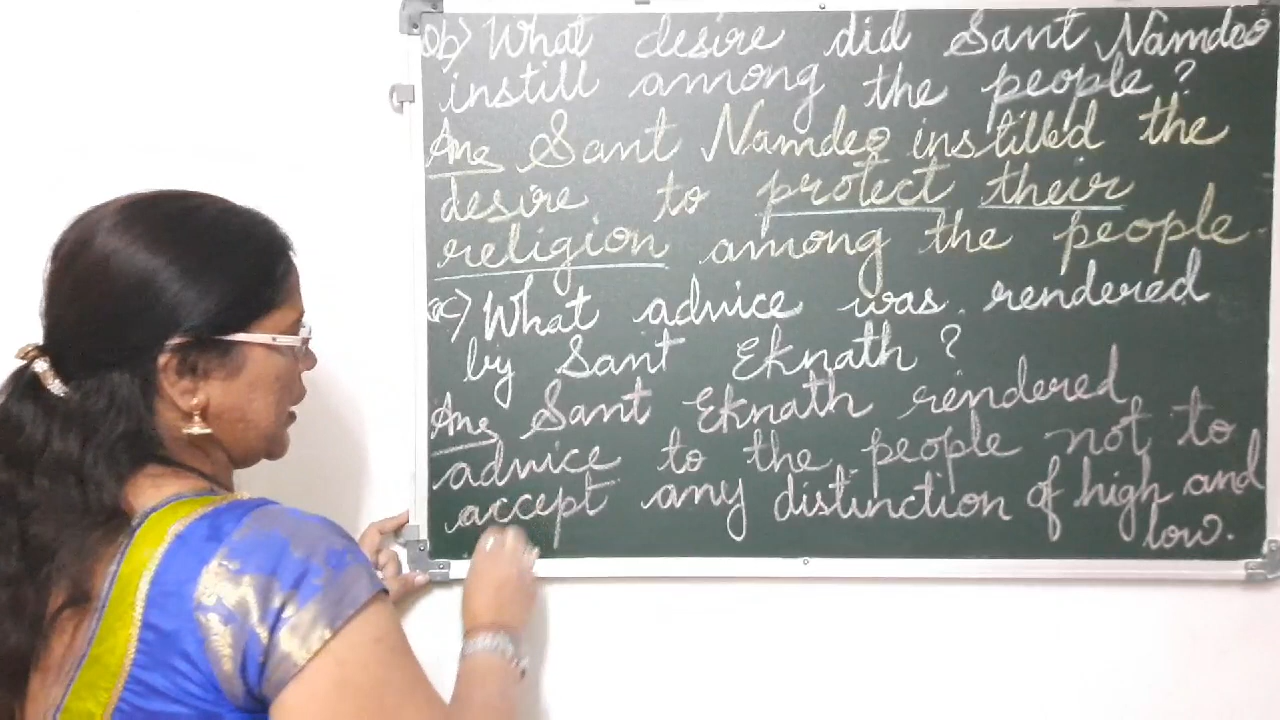 Qb) What desire did Sant Namdeo
instill among the people?
Ans Sant Namdeo instilled the
desire to protect their
religion among the people.
Qc) What advice was rendered
by Sant Eknath?
Ans Sant Eknath rendered
advice to the people not to
accept any distinction of high and
low.